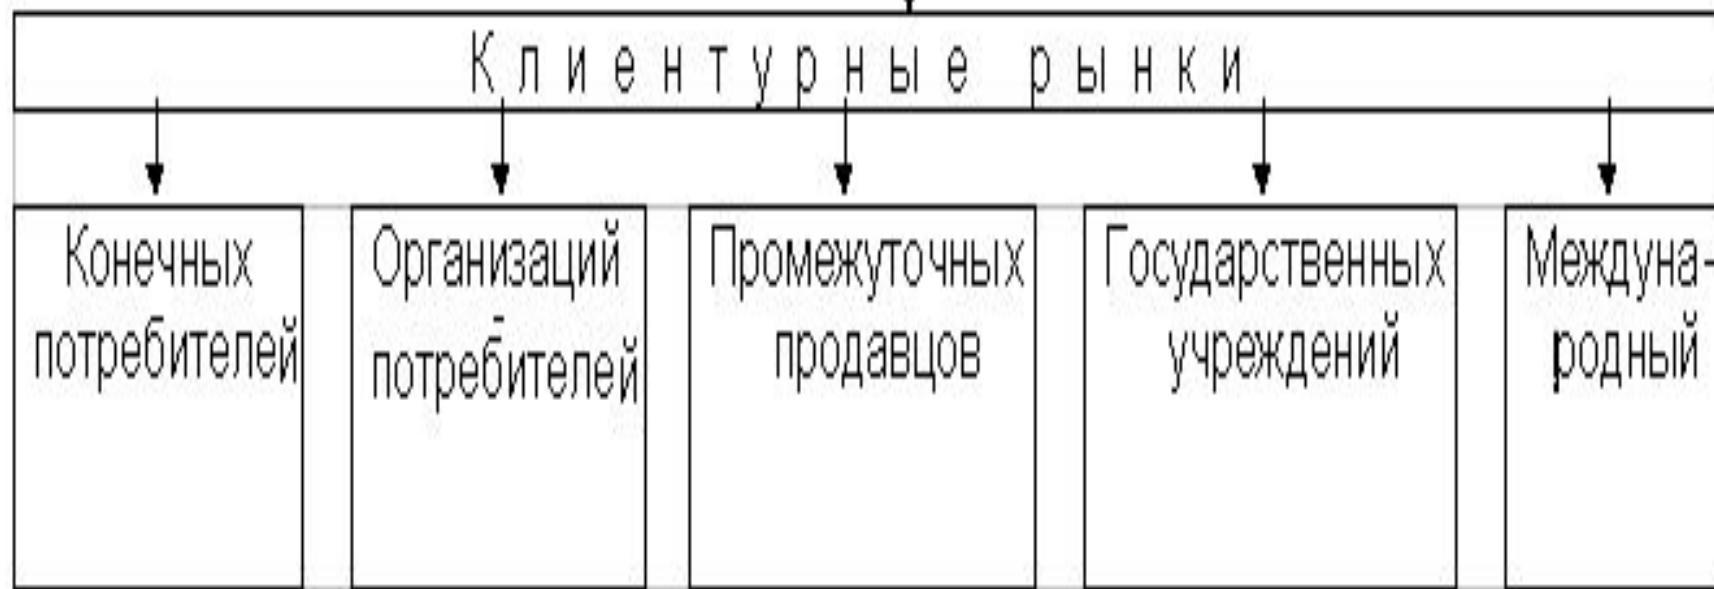 Клиентурные рынки
Конечных
потребителей
Организаций
-
потребителей
Промежуточных
продавцов
Государственных
учреждений
Междуна-
родный